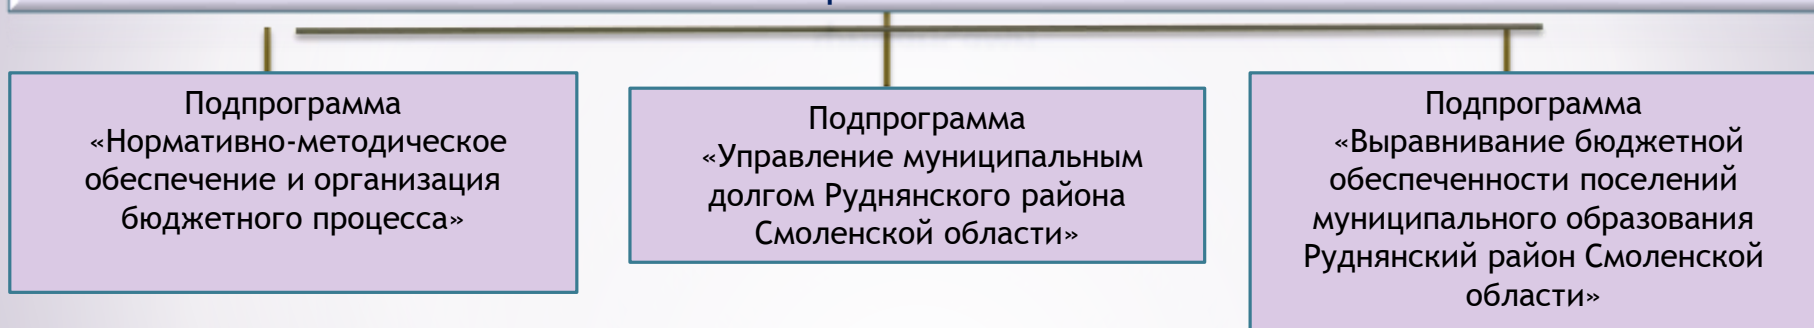 Подпрограмма
«Нормативно-методическое
обеспечение и организация
бюджетного процесса»
Подпрограмма
«Управление муниципальным
долгом Руднянского района
Смоленской области»
Подпрограмма
«Выравнивание бюджетной
обеспеченности поселений
муниципального образования
Руднянский район Смоленской
области»